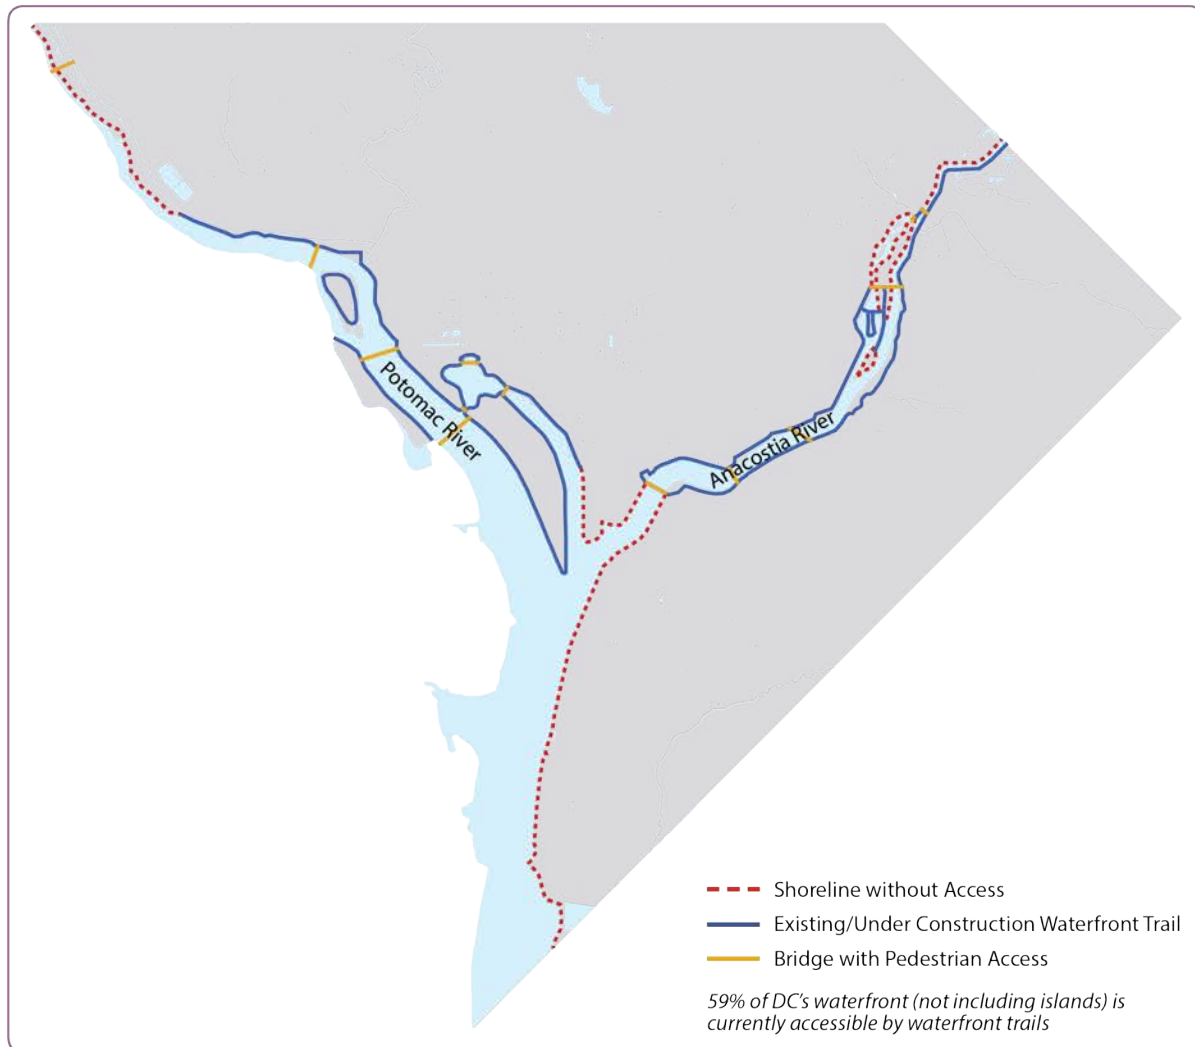 Potomac River
Anacostia River
Shoreline without Access
Existing/Under Construction Waterfront Trail
Bridge with Pedestrian Access
59% of DC's waterfront (not including islands) is
currently accessible by waterfront trails